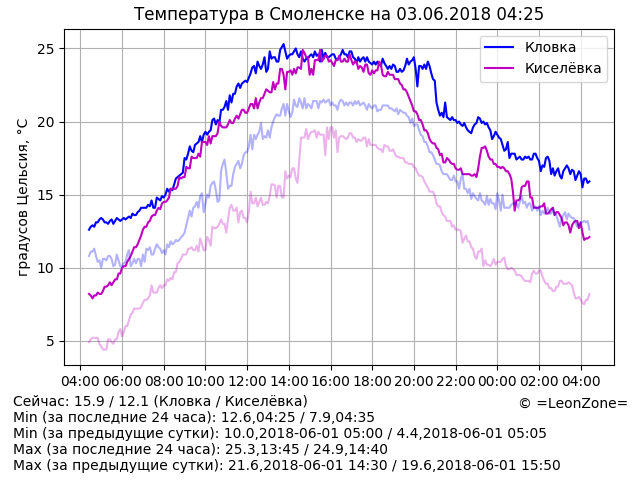 Температура в Смоленске на 03.06.2018 04:25
градусов Цельсия, °C
25
20
15
10
5
Кловка
Киселёвка
04:00 06:00 08:00 10:00 12:00 14:00 16:00 18:00 20:00 22:00 00:00 02:00 04:00
Сейчас: 15.9 / 12.1 (Кловка / Киселёвка)
© =LeonZone=
Min (за последние 24 часа): 12.6,04:25 / 7.9,04:35
Min (за предыдущие сутки): 10.0,2018-06-01 05:00 / 4.4,2018-06-01 05:05
Max (за последние 24 часа): 25.3,13:45 / 24.9,14:40
Max (за предыдущие сутки): 21.6,2018-06-01 14:30 / 19.6,2018-06-01 15:50